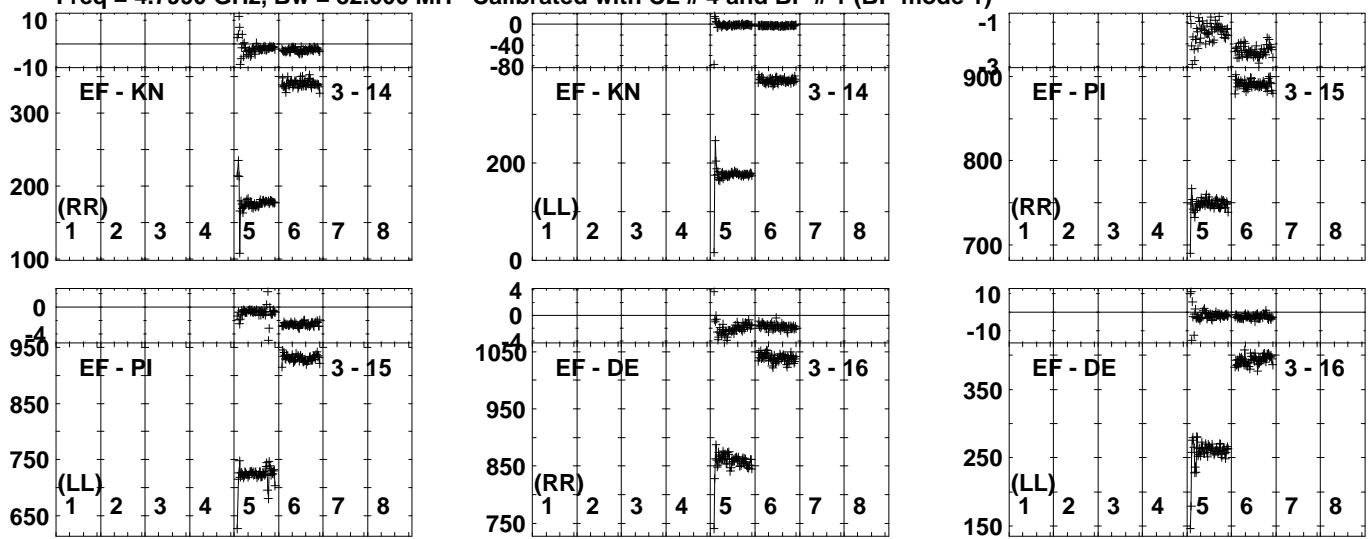 Freq = GHz, Bw = MH Calibrated with CL # 4 and BP # 1 (BP mode 1)
10
-10
EF - KN
3 - 14
300
200
(RR)
1 2 3 4 5 6 7 8
100
0
-40
-80
EF - KN
3 - 14
200
(LL)
1 2 3 4 5 6 7 8
0
-1
-3
900
EF - PI
3 - 15
800
(RR)
1 2 3 4 5 6 7 8
700
0
-4
950
EF - PI
3 - 15
850
750
(LL)
1 2 3 4 5 6 7 8
650
4
0
-4
1050
EF - DE
3 - 16
950
850
(RR)
1 2 3 4 5 6 7 8
750
10
-10
EF - DE
3 - 16
350
250
(LL)
1 2 3 4 5 6 7 8
150